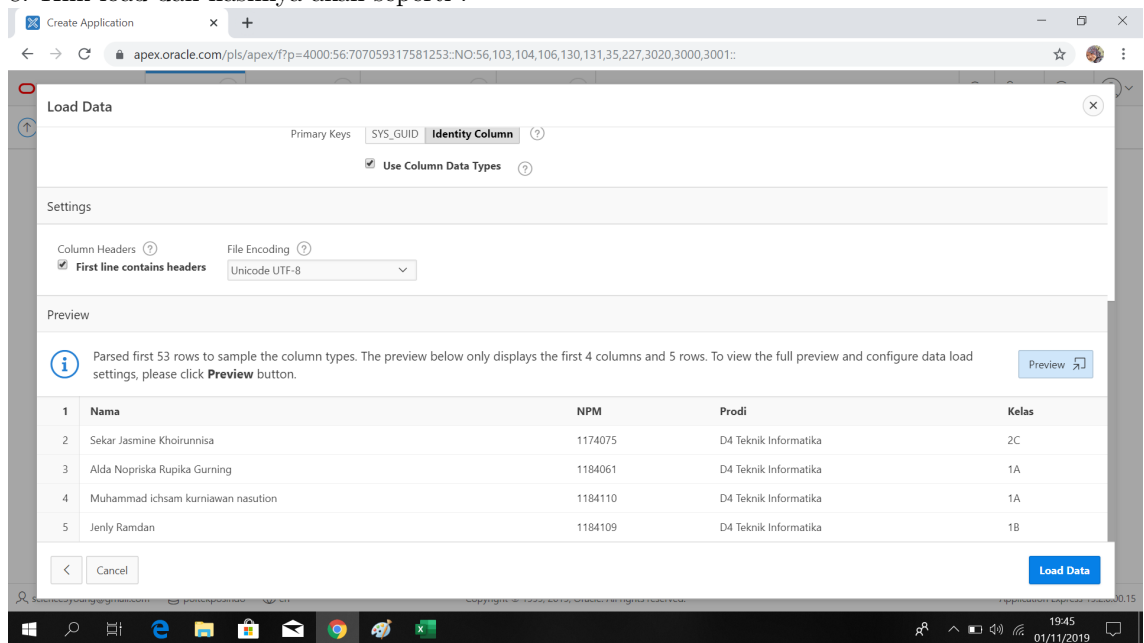 Create Application
apex.oracle.com/pls/apex/f?p=4000:56:707059317581253::NO:56,103,104,106,130,131,35,227,3020,3000,3001::
Load Data
Primary Keys SYS_GUID Identity Column
Use Column Data Types
Settings
Column Headers File Encoding
First line contains headers Unicode UTF-8
Preview
Parsed first 53 rows to sample the column types. The preview below only displays the first 4 columns and 5 rows. To view the full preview and configure data load
settings, please click Preview button.
Preview
1 Nama NPM Prodi Kelas
2 Sekar Jasmine Khoirunnisa 1174075 D4 Teknik Informatika 2C
3 Alda Nopriska Rupika Gurning 1184061 D4 Teknik Informatika 1A
4 Muhammad ichsam kurniawan nasution 1184110 D4 Teknik Informatika 1A
5 Jenly Ramdan 1184109 D4 Teknik Informatika 1B
Cancel Load Data
19:45
01/11/2019